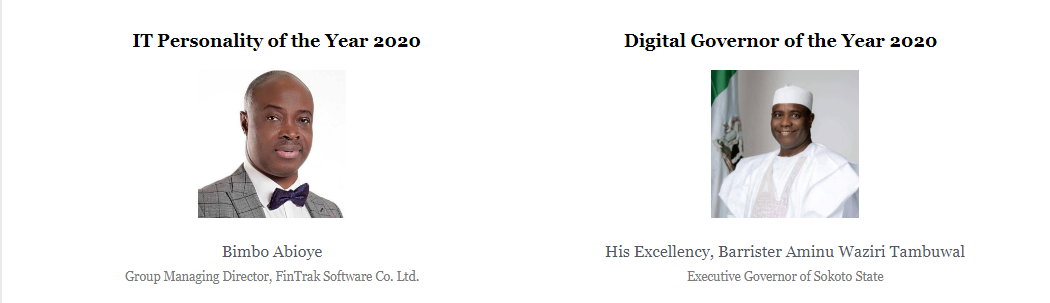 IT Personality of the Year 2020
Digital Governor of the Year 2020
Bimbo Abioye
His Excellency, Barrister Aminu Waziri Tambuwal
Group Managing Director, FinTrak Software Co. Ltd.
Executive Governor of Sokoto State